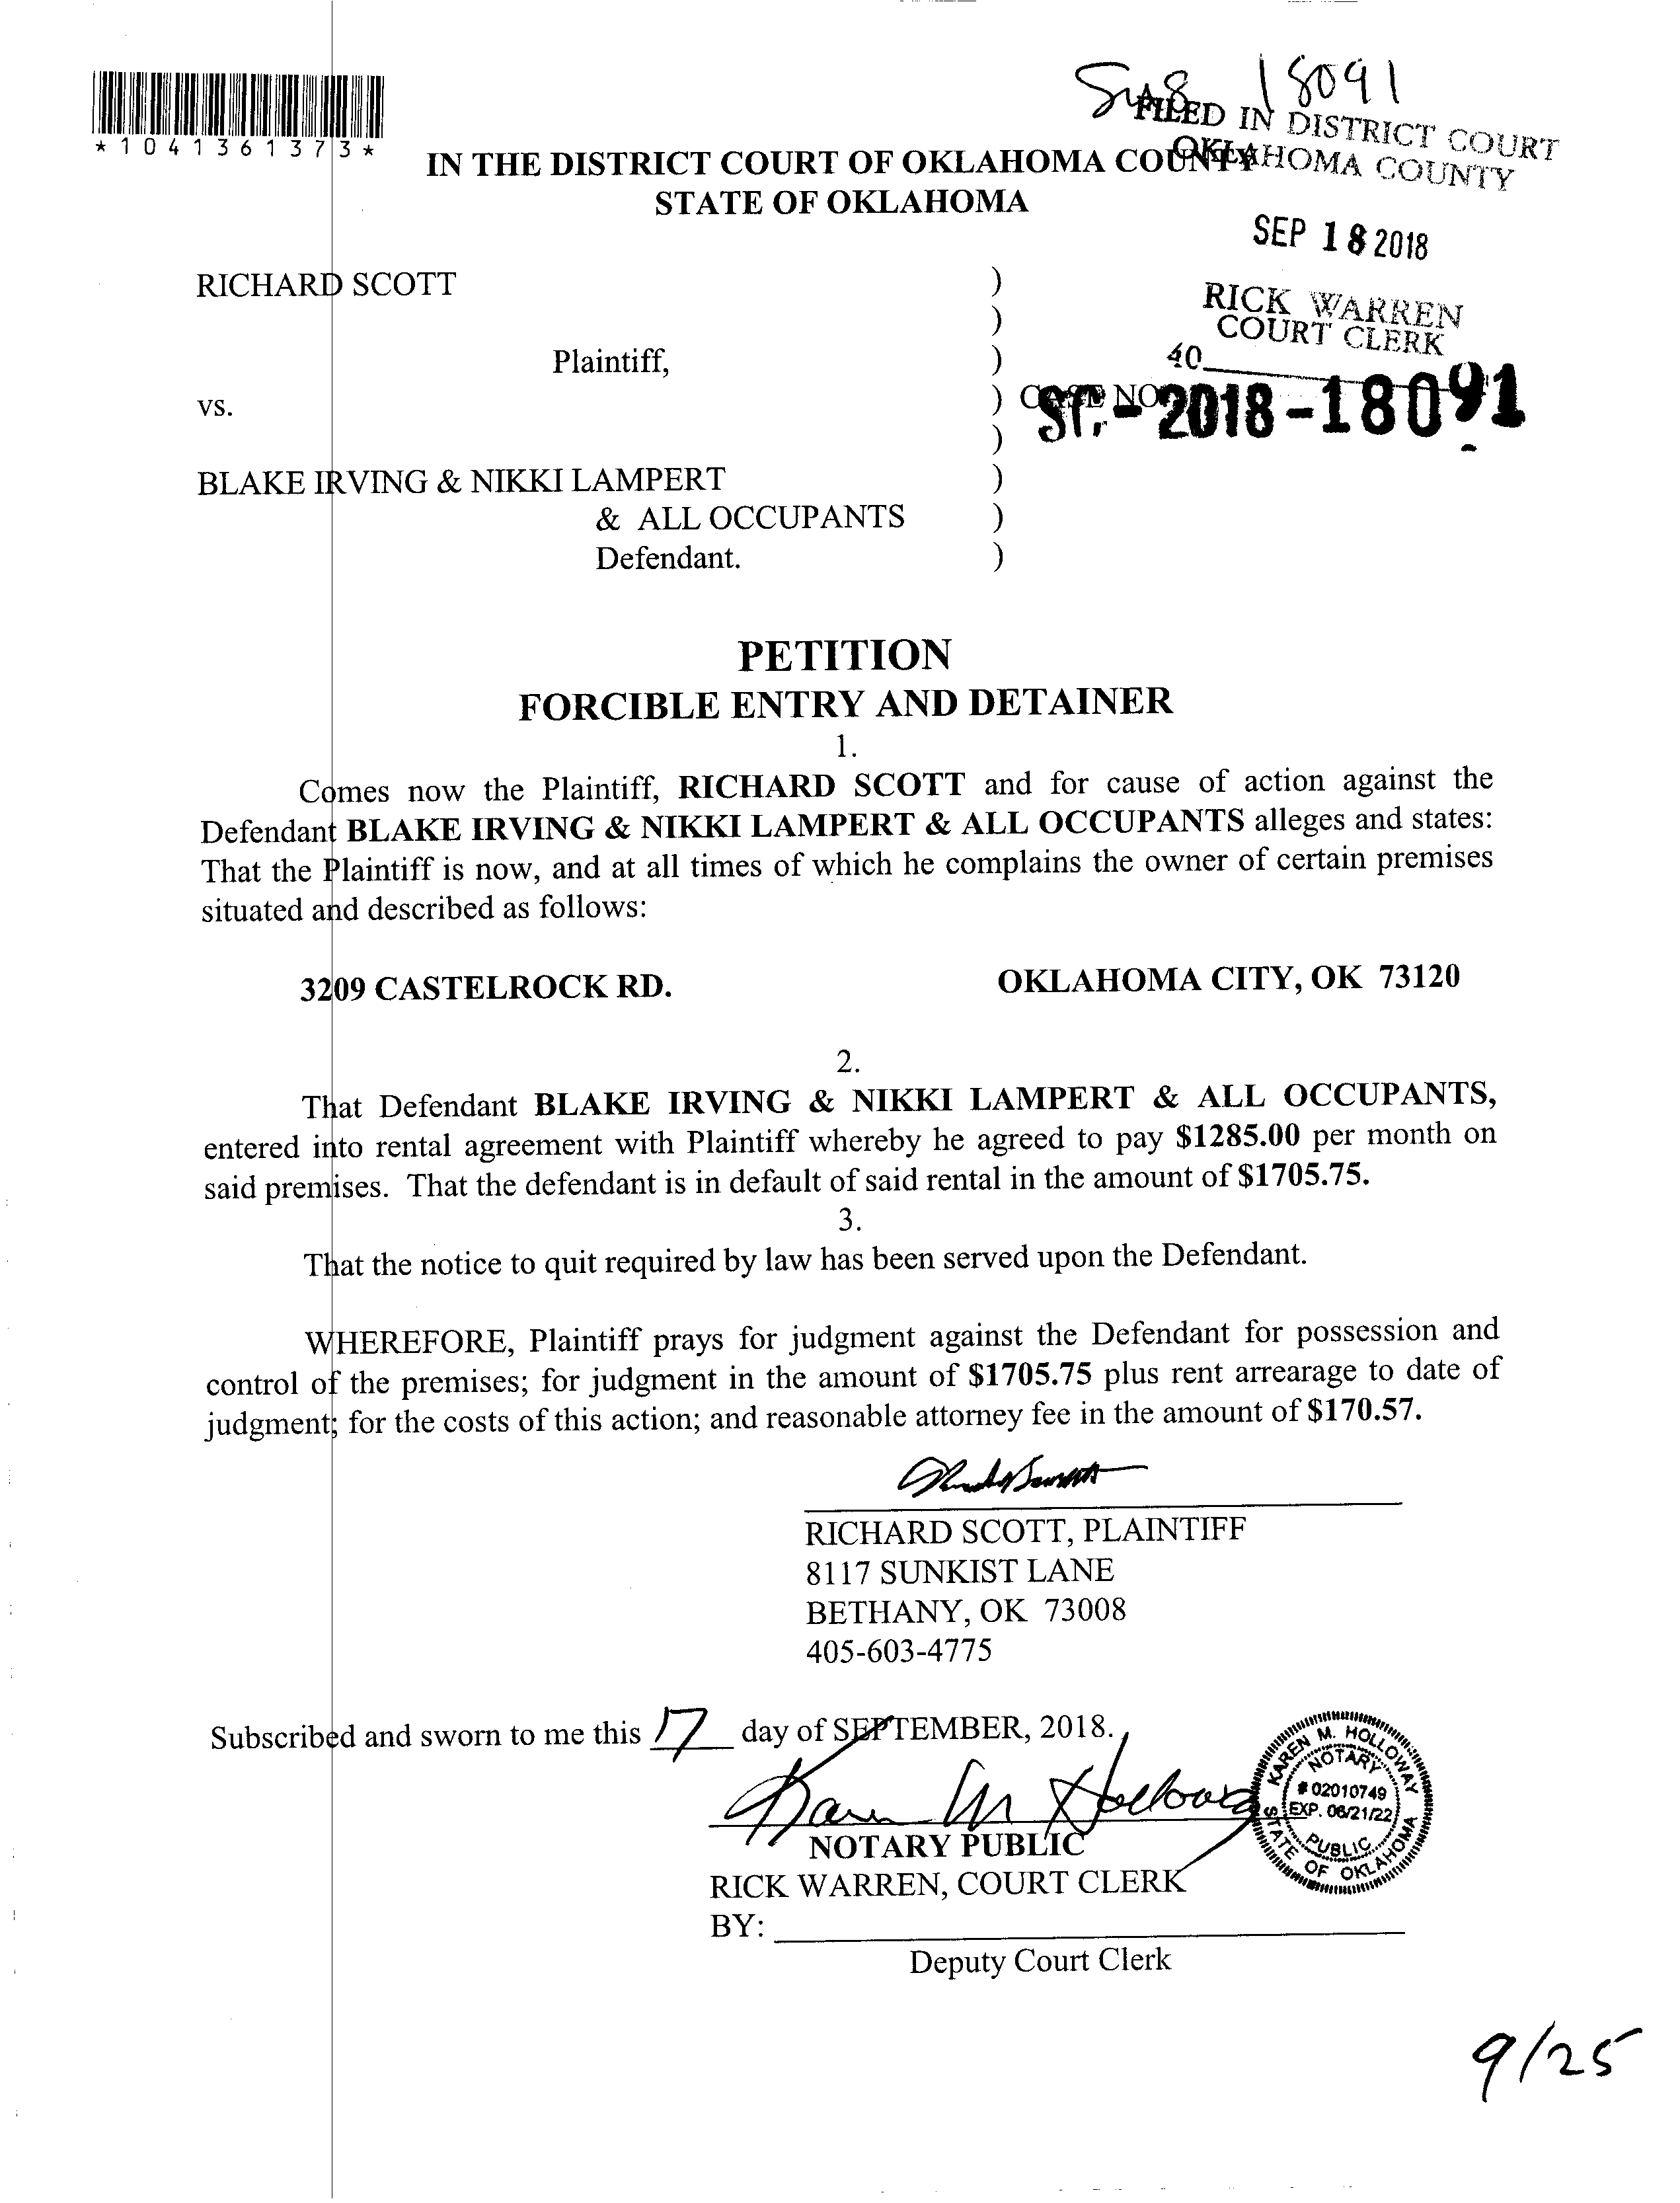 18091
*1041361373*
FILED IN DISTRICT COURT
OKLAHOMA COUNTY
IN THE DISTRICT COURT OF OKLAHOMA COUNTY
STATE OF OKLAHOMA
SEP 18 2018
RICHARD SCOTT )
)
RICK WARREN
COURT CLERK
Plaintiff, )
40
vs. ) CASE NO
ST.-2018-18091
)
BLAKE IRVING & NIKKI LAMPERT )
& ALL OCCUPANTS )
Defendant. )
PETITION
FORCIBLE ENTRY AND DETAINER
1.
Comes now the Plaintiff, RICHARD SCOTT and for cause of action against the
Defendant BLAKE IRVING & NIKKI LAMPERT & ALL OCCUPANTS alleges and states:
That the Plaintiff is now, and at all times of which he complains the owner of certain premises
situated and described as follows:
3209 CASTELROCK RD. OKLAHOMA CITY, OK 73120
2.
That Defendant BLAKE IRVING & NIKKI LAMPERT & ALL OCCUPANTS,
entered into rental agreement with Plaintiff whereby he agreed to pay $1285.00 per month on
said premises. That the defendant is in default of said rental in the amount of $1705.75.
3.
That the notice to quit required by law has been served upon the Defendant.
WHEREFORE, Plaintiff prays for judgment against the Defendant for possession and
control of the premises; for judgment in the amount of $1705.75 plus rent arrearage to date of
judgment; for the costs of this action; and reasonable attorney fee in the amount of $170.57.
RICHARD SCOTT, PLAINTIFF
8117 SUNKIST LANE
BETHANY, OK 73008
405-603-4775
Subscribed and sworn to me this 17 day of SEPTEMBER, 2018.
Karen M Holloway
KAREN M. HOLLOWAY
NOTARY
# 02010749
EXP. 06/21/22
PUBLIC
STATE OF OKLAHOMA
NOTARY PUBLIC
RICK WARREN, COURT CLERK
BY:
Deputy Court Clerk
9/25